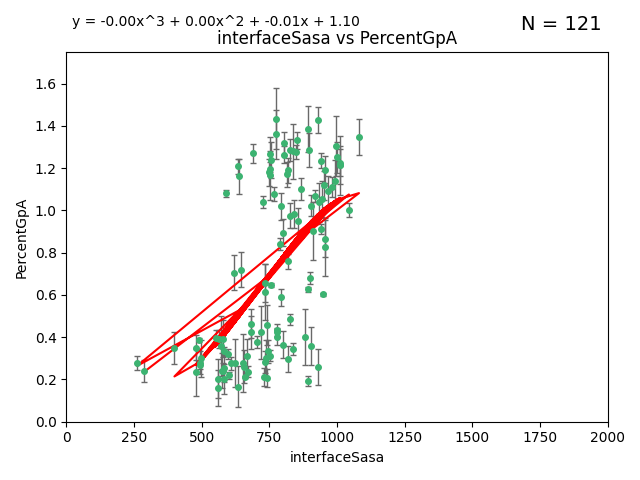 y = -0.00x^3 + 0.00x^2 + -0.01x + 1.10
N = 121
interfaceSasa vs PercentGpA
1.6
1.4
1.2
1.0
0.8
0.6
0.4
0.2
0.0
PercentGpA
0 250 500 750 1000 1250 1500 1750 2000
interfaceSasa